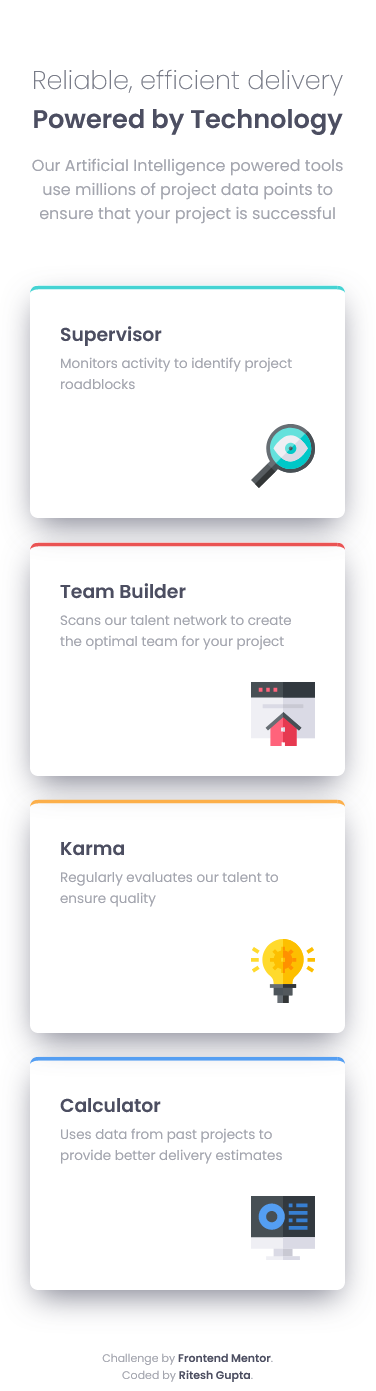 Reliable, efficient delivery
Powered by Technology
Our Artificial Intelligence powered tools
use millions of project data points to
ensure that your project is successful
Supervisor
Monitors activity to identify project
roadblocks
Team Builder
Scans our talent network to create
the optimal team for your project
Karma
Regularly evaluates our talent to
ensure quality
Calculator
Uses data from past projects to
provide better delivery estimates
Challenge by Frontend Mentor.
Coded by Ritesh Gupta.